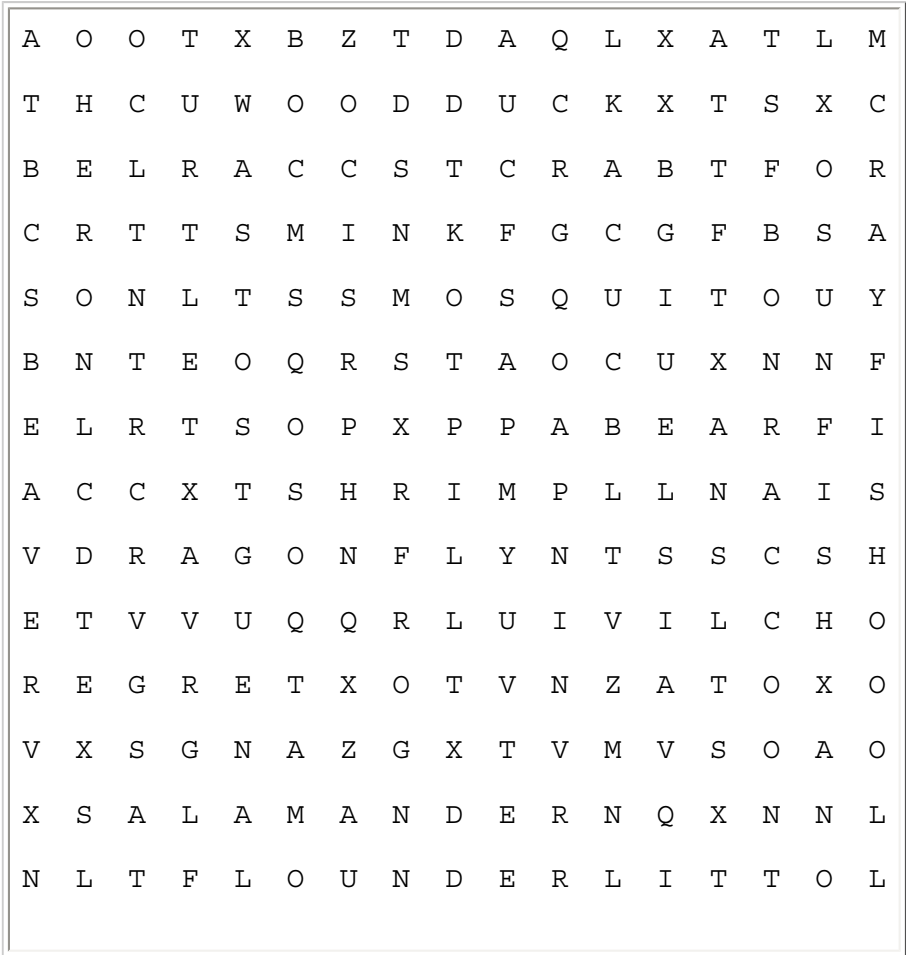 A O O T X B Z T D A Q L X A T L M
T H C U W O O D D U C K X T S X C
B E L R A C C S T C R A B T F O R
C R T T S M I N K F G C G F B S A
S O N L T S S M O S Q U I T O U Y
B N T E O Q R S T A O C U X N N F
E L R T S O P X P P A B E A R F I
A C C X T S H R I M P L L N A I S
V D R A G O N F L Y N T S S C S H
E T V V U Q Q R L U I V I L C H O
R E G R E T X O T V N Z A T O X O
V X S G N A Z G X T V M V S O A O
X S A L A M A N D E R N Q X N N L
N L T F L O U N D E R L I T T O L